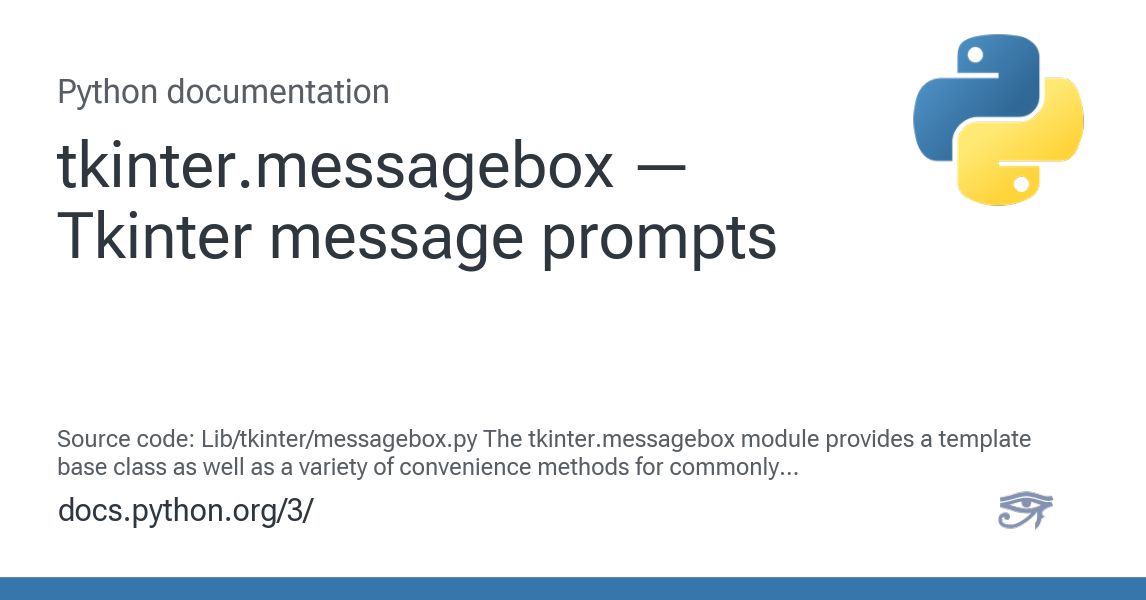 Python documentation
tkinter.messagebox —
Tkinter message prompts
Source code: Lib/tkinter/messagebox.py The tkinter.messagebox module provides a template
base class as well as a variety of convenience methods for commonly...
docs.python.org/3/